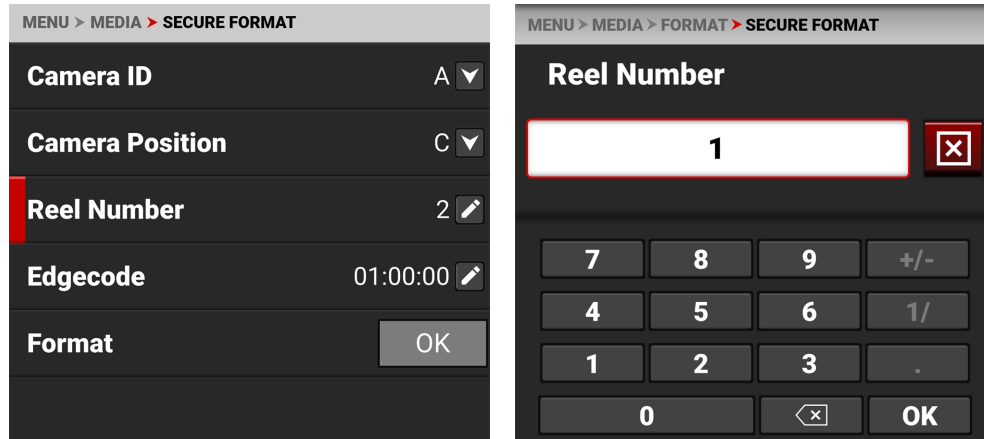 MENU > MEDIA > SECURE FORMAT
Camera ID A
Camera Position C
Reel Number 2
Edgecode 01:00:00
Format OK
MENU > MEDIA > FORMAT > SECURE FORMAT
Reel Number
1
7 8 9 +/-
4 5 6 1/
1 2 3 .
0 OK